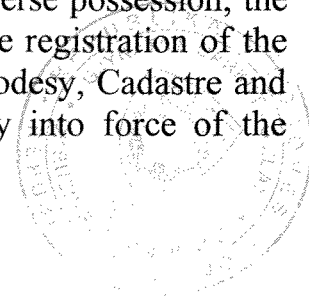 erse possession, the
e registration of the
odesy, Cadastre and
y into force of the